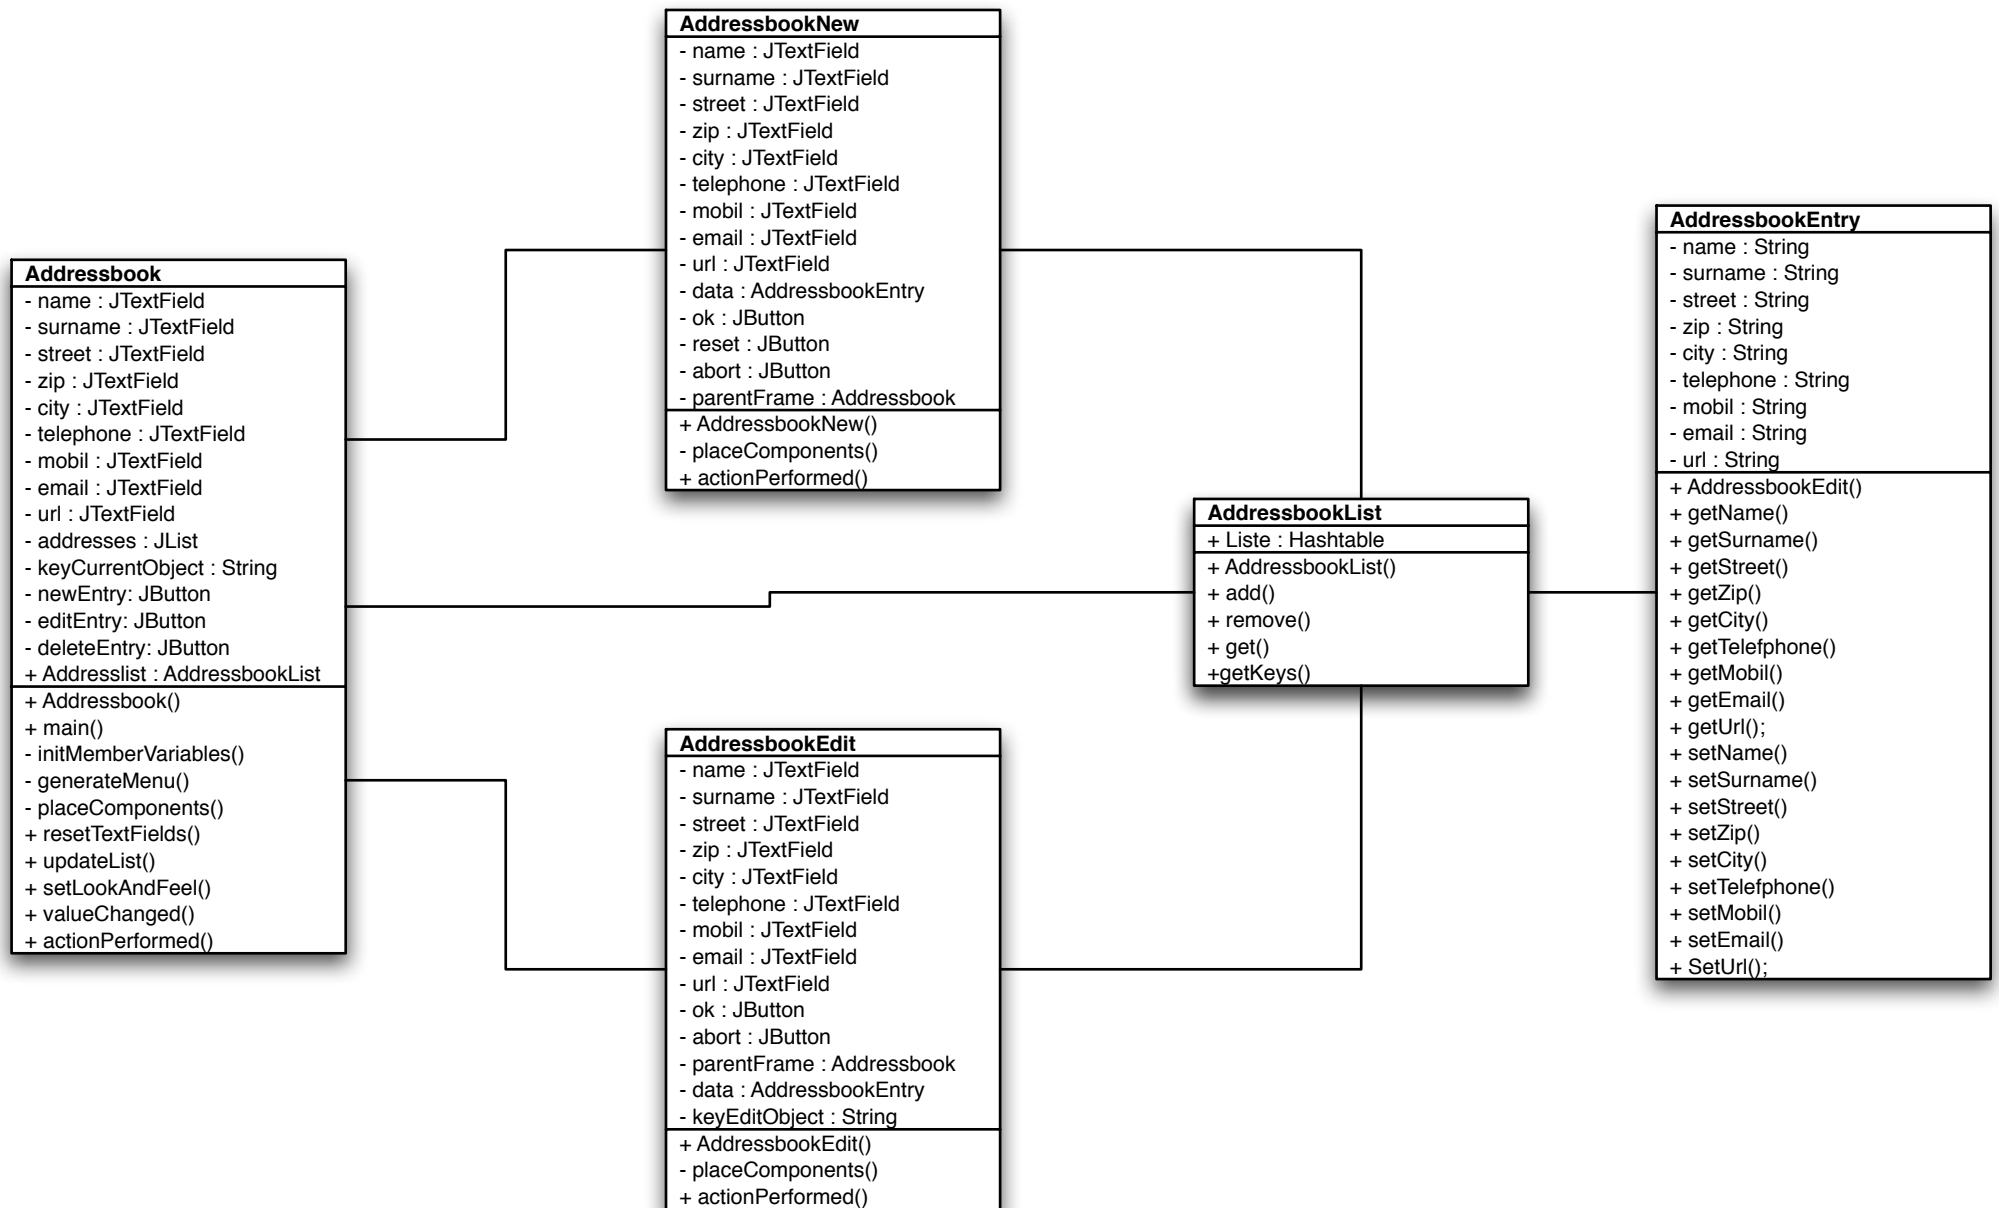 AddressbookNew
- name : JTextField
- surname : JTextField
- street : JTextField
- zip : JTextField
- city : JTextField
- telephone : JTextField
- mobil : JTextField
- email : JTextField
- url : JTextField
- data : AddressbookEntry
- ok : JButton
- reset : JButton
- abort : JButton
- parentFrame : Addressbook
+ AddressbookNew()
- placeComponents()
+ actionPerformed()
Addressbook
- name : JTextField
- surname : JTextField
- street : JTextField
- zip : JTextField
- city : JTextField
- telephone : JTextField
- mobil : JTextField
- email : JTextField
- url : JTextField
- addresses : JList
- keyCurrentObject : String
- newEntry: JButton
- editEntry: JButton
- deleteEntry: JButton
+ Addresslist : AddressbookList
+ Addressbook()
+ main()
- initMemberVariables()
- generateMenu()
- placeComponents()
+ resetTextFields()
+ updateList()
+ setLookAndFeel()
+ valueChanged()
+ actionPerformed()
AddressbookEdit
- name : JTextField
- surname : JTextField
- street : JTextField
- zip : JTextField
- city : JTextField
- telephone : JTextField
- mobil : JTextField
- email : JTextField
- url : JTextField
- ok : JButton
- abort : JButton
- parentFrame : Addressbook
- data : AddressbookEntry
- keyEditObject : String
+ AddressbookEdit()
- placeComponents()
+ actionPerformed()
AddressbookList
+ Liste : Hashtable
+ AddressbookList()
+ add()
+ remove()
+ get()
+getKeys()
AddressbookEntry
- name : String
- surname : String
- street : String
- zip : String
- city : String
- telephone : String
- mobil : String
- email : String
- url : String
+ AddressbookEdit()
+ getName()
+ getSurname()
+ getStreet()
+ getZip()
+ getCity()
+ getTelefphone()
+ getMobil()
+ getEmail()
+ getUrl();
+ setName()
+ setSurname()
+ setStreet()
+ setZip()
+ setCity()
+ setTelefphone()
+ setMobil()
+ setEmail()
+ SetUrl();